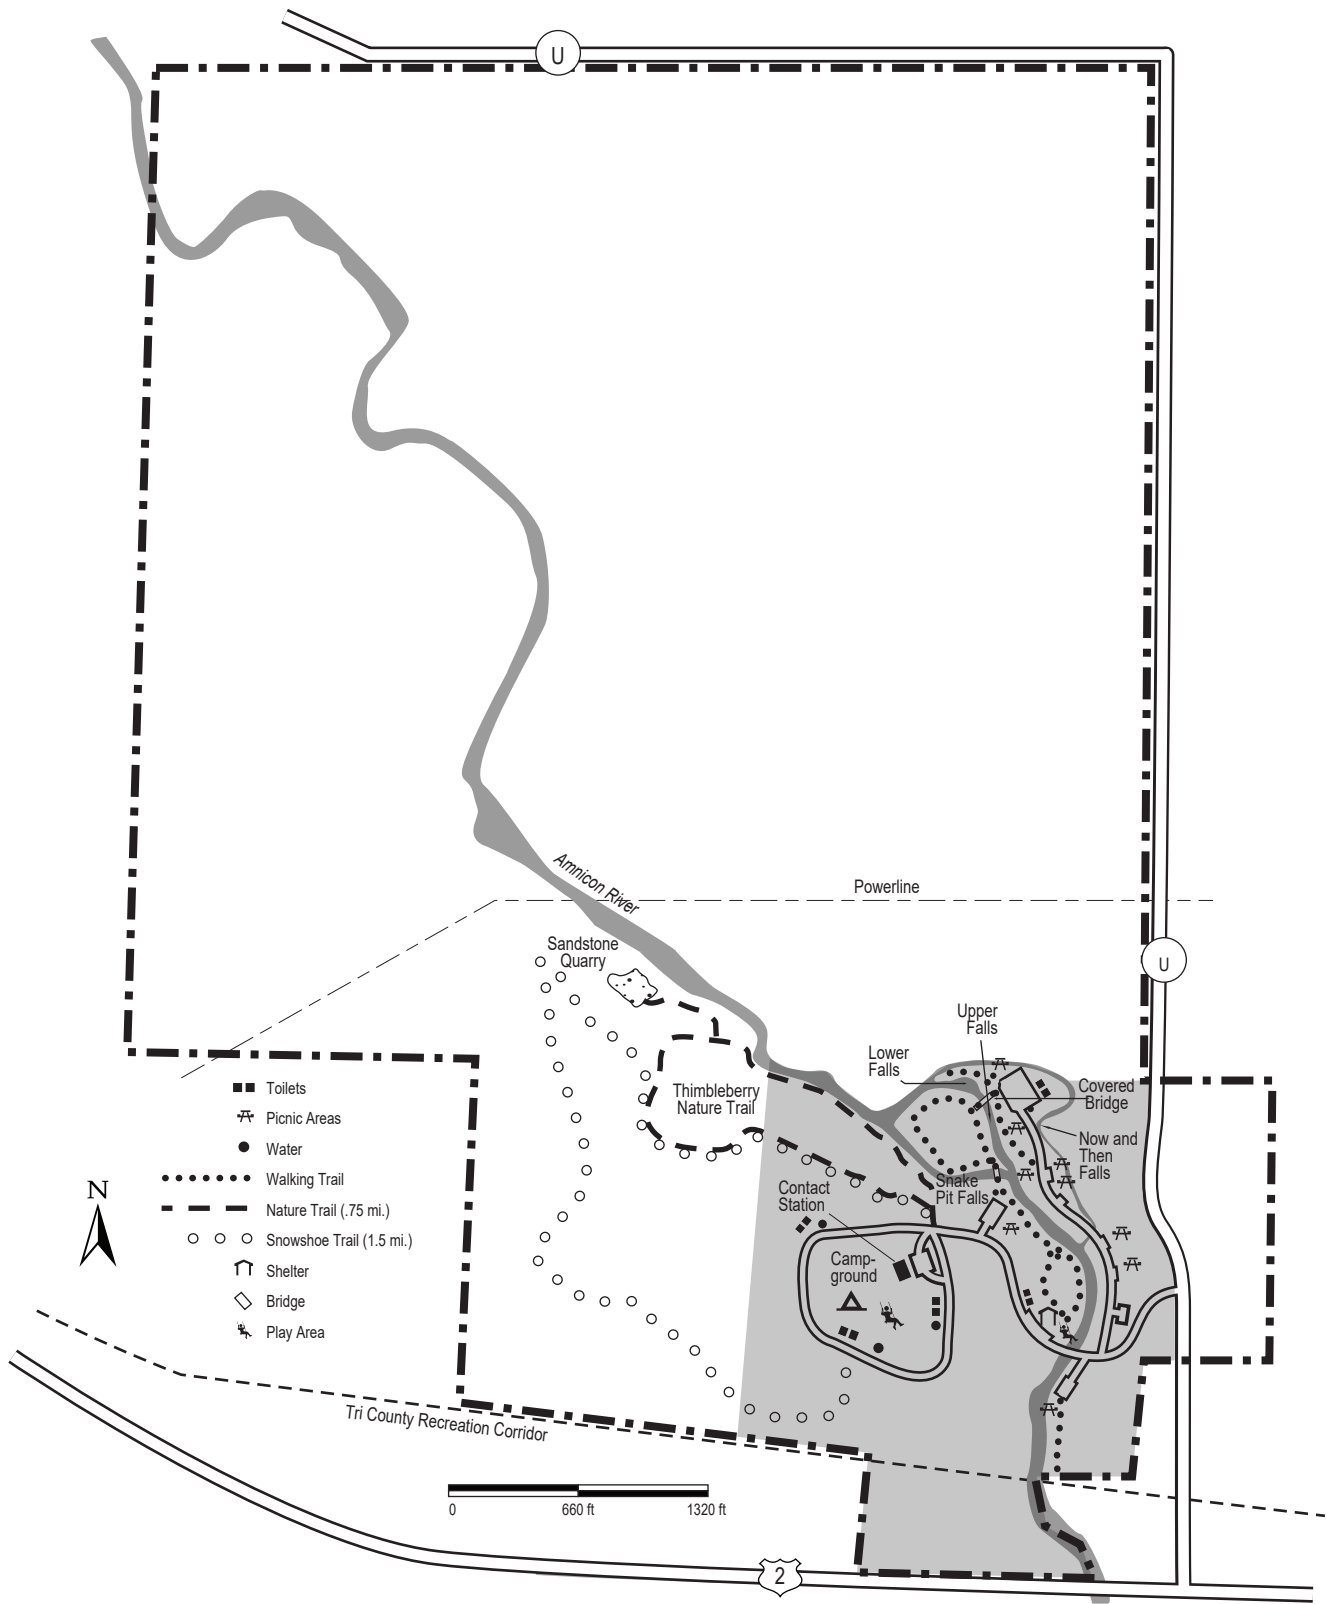 U
Amnicon River
Powerline
Sandstone
Quarry
U
Upper
Falls
Lower
Falls
Covered
Bridge
Thimbleberry
Nature Trail
Now and
Then
Falls
Snake
Pit Falls
Contact
Station
Camp-
ground
Toilets
Picnic Areas
Water
Walking Trail
Nature Trail (.75 mi.)
Snowshoe Trail (1.5 mi.)
Shelter
Bridge
Play Area
N
Tri County Recreation Corridor
0 660 ft 1320 ft
2